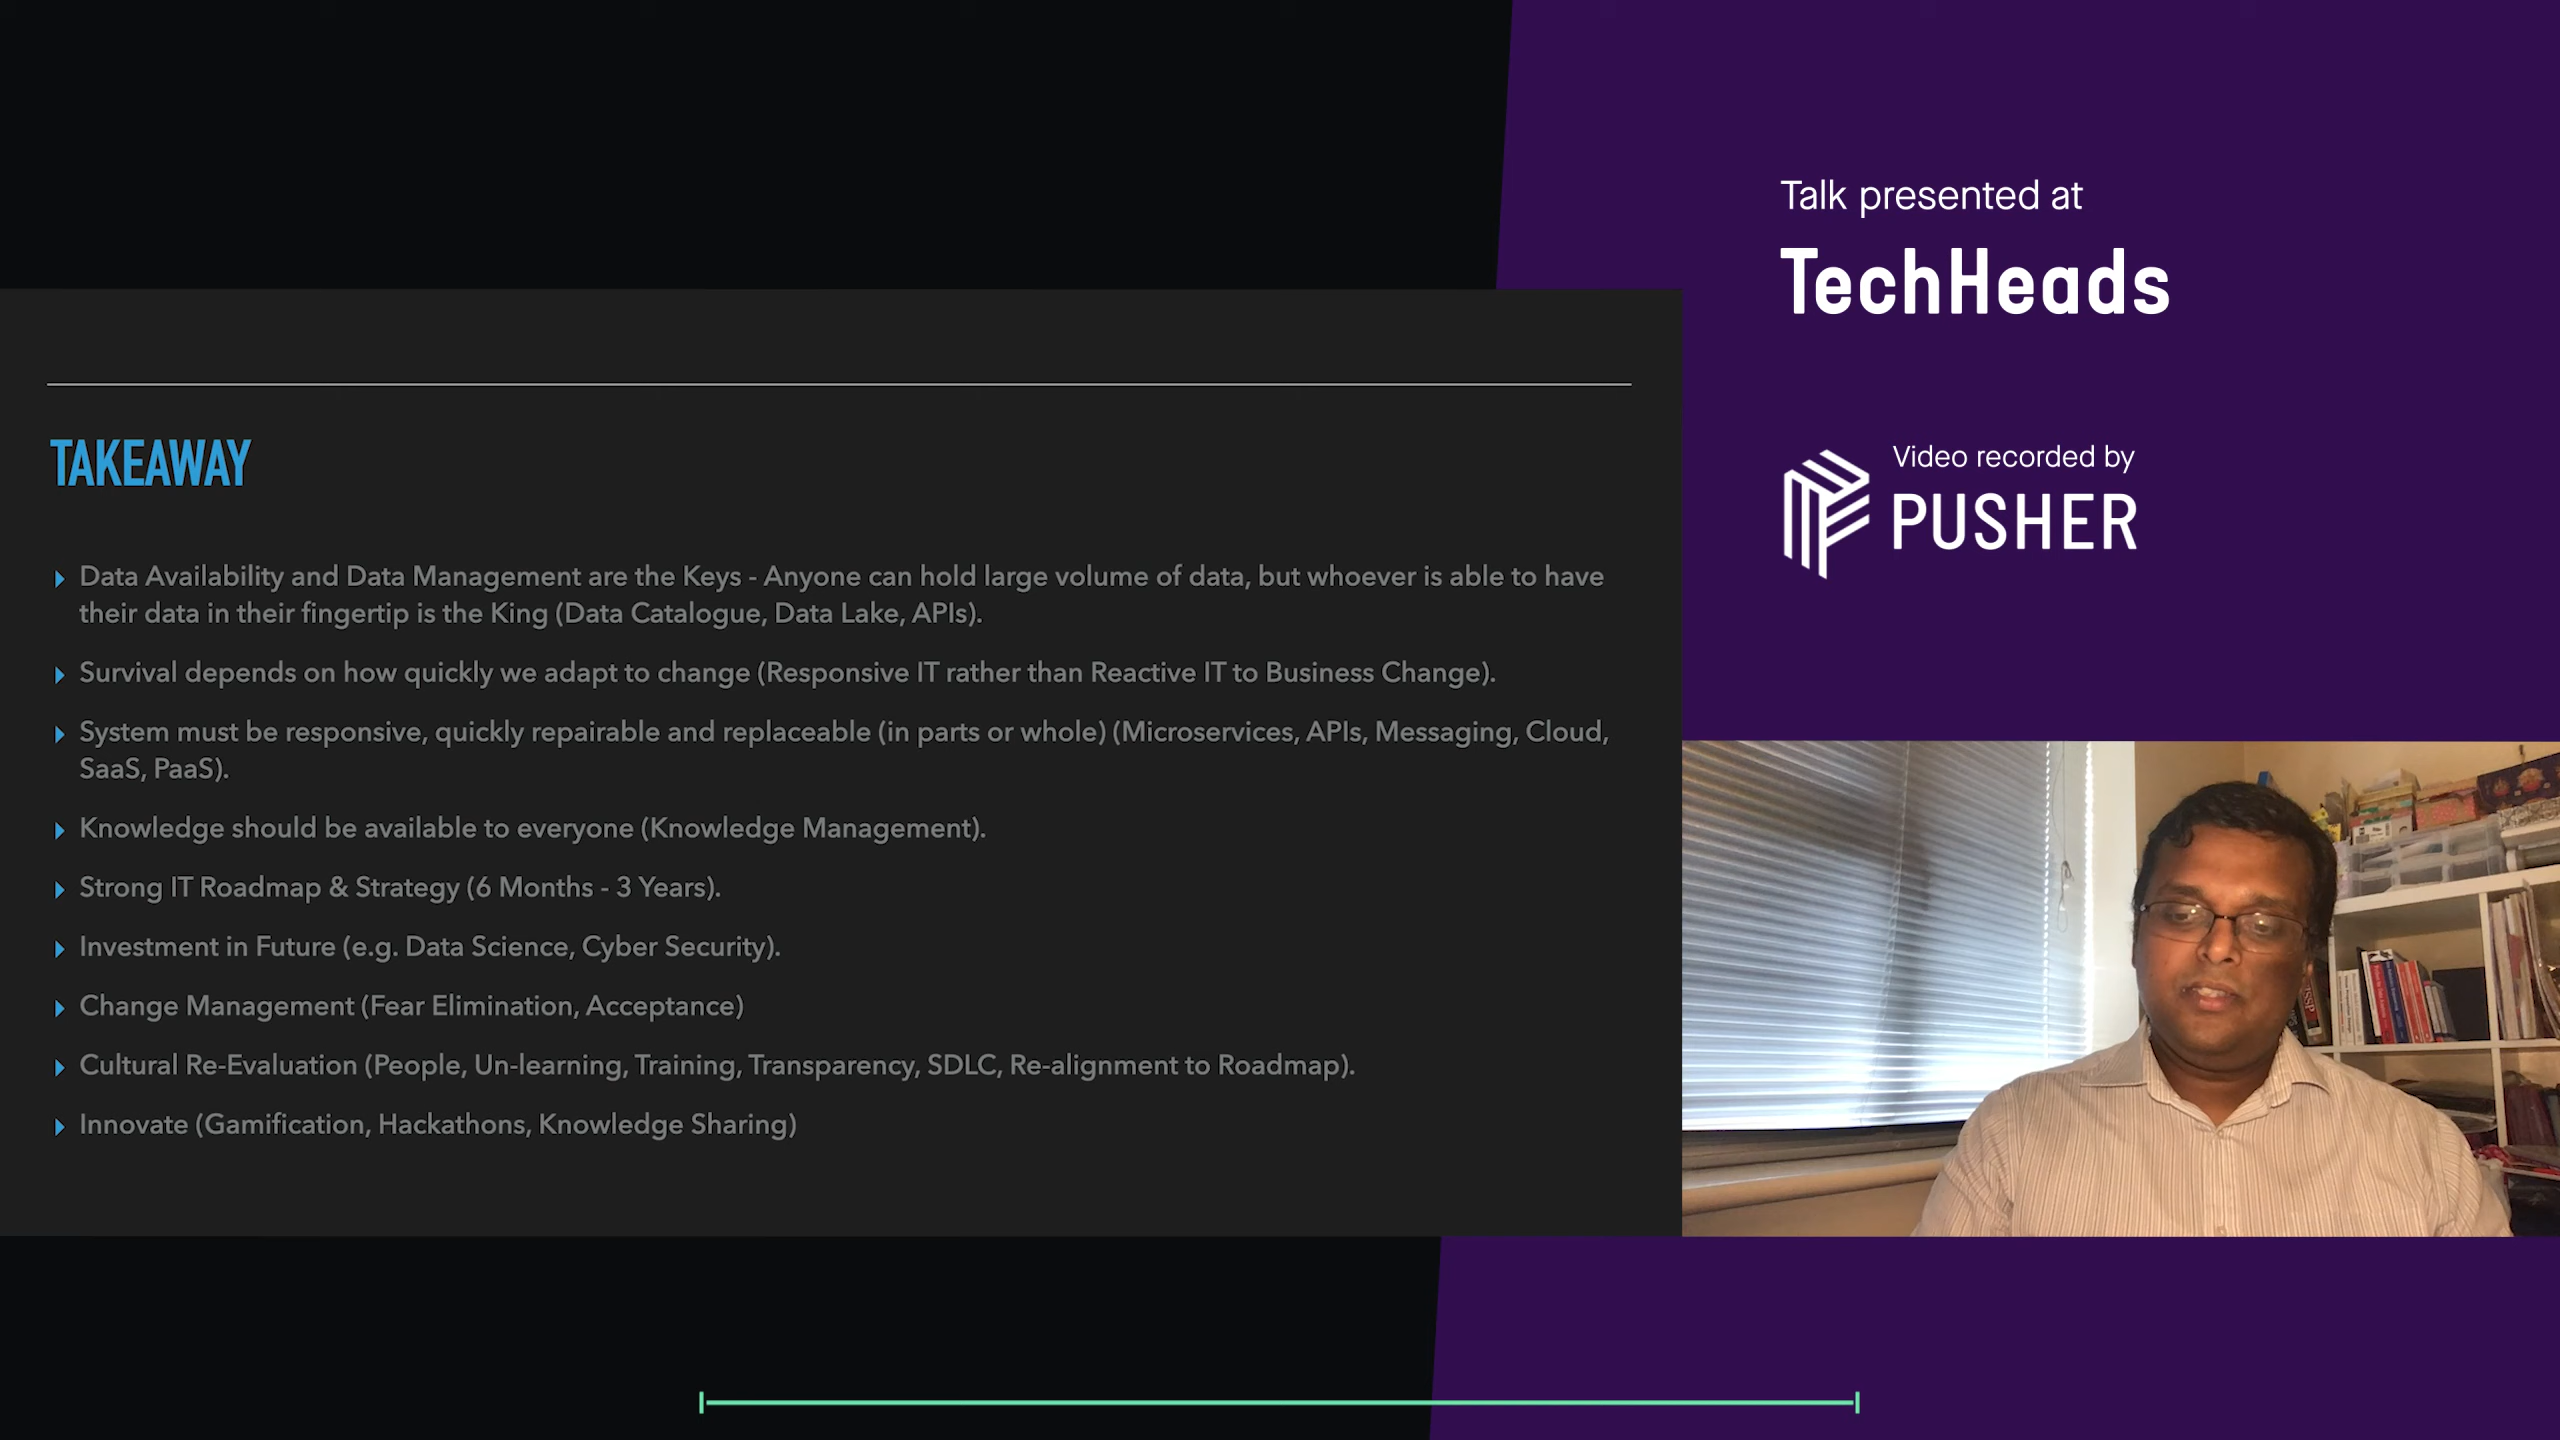 TAKEAWAY
Data Availability and Data Management are the Keys - Anyone can hold large volume of data, but whoever is able to have
their data in their fingertip is the King (Data Catalogue, Data Lake, APIs).
Survival depends on how quickly we adapt to change (Responsive IT rather than Reactive IT to Business Change).
System must be responsive, quickly repairable and replaceable (in parts or whole) (Microservices, APIs, Messaging, Cloud,
SaaS, PaaS).
Knowledge should be available to everyone (Knowledge Management).
Strong IT Roadmap & Strategy (6 Months - 3 Years).
Investment in Future (e.g. Data Science, Cyber Security).
Change Management (Fear Elimination, Acceptance)
Cultural Re-Evaluation (People, Un-learning, Training, Transparency, SDLC, Re-alignment to Roadmap).
Innovate (Gamification, Hackathons, Knowledge Sharing)
Talk presented at
TechHeads
Video recorded by
PUSHER